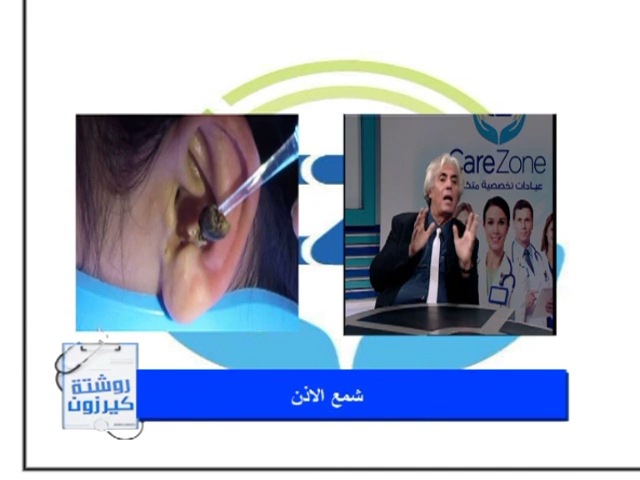 CareZone
عيادات تخصصية
روشتة
كيرزون
شمع الاذن